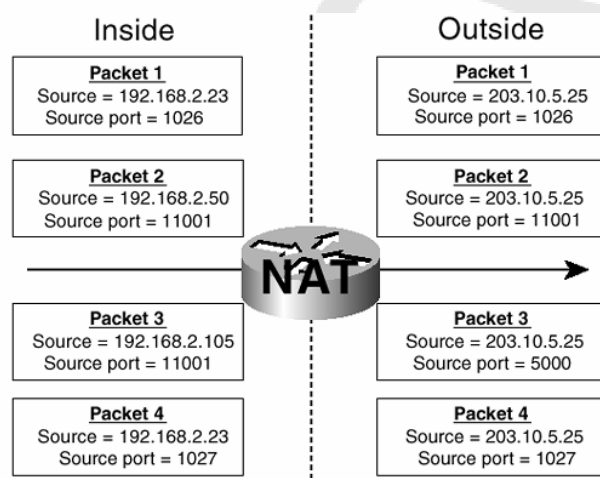 Inside
Outside
Packet 1
Source = 192.168.2.23
Source port = 1026
Packet 1
Source = 203.10.5.25
Source port = 1026
Packet 2
Source = 192.168.2.50
Source port = 11001
Packet 2
Source = 203.10.5.25
Source port = 11001
NAT
Packet 3
Source = 192.168.2.105
Source port = 11001
Packet 3
Source = 203.10.5.25
Source port = 5000
Packet 4
Source = 192.168.2.23
Source port = 1027
Packet 4
Source = 203.10.5.25
Source port = 1027